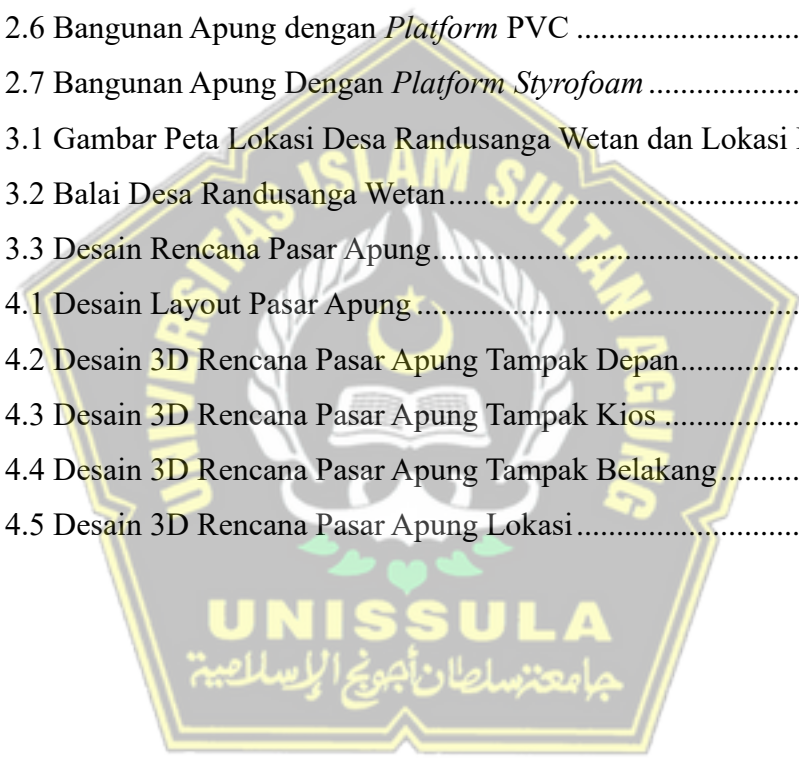 2.6 Bangunan Apung dengan Platform PVC ........................
2.7 Bangunan Apung Dengan Platform Styrofoam ................
3.1 Gambar Peta Lokasi Desa Randusanga Wetan dan Lokasi
3.2 Balai Desa Randusanga Wetan ........................................
3.3 Desain Rencana Pasar Apung ..........................................
4.1 Desain Layout Pasar Apung ............................................
4.2 Desain 3D Rencana Pasar Apung Tampak Depan .............
4.3 Desain 3D Rencana Pasar Apung Tampak Kios ...............
4.4 Desain 3D Rencana Pasar Apung Tampak Belakang .........
4.5 Desain 3D Rencana Pasar Apung Lokasi ..........................
UNIVERSITAS ISLAM SULTAN AGUNG
UNISSULA
جامعة سلطان أجونج الإسلامية